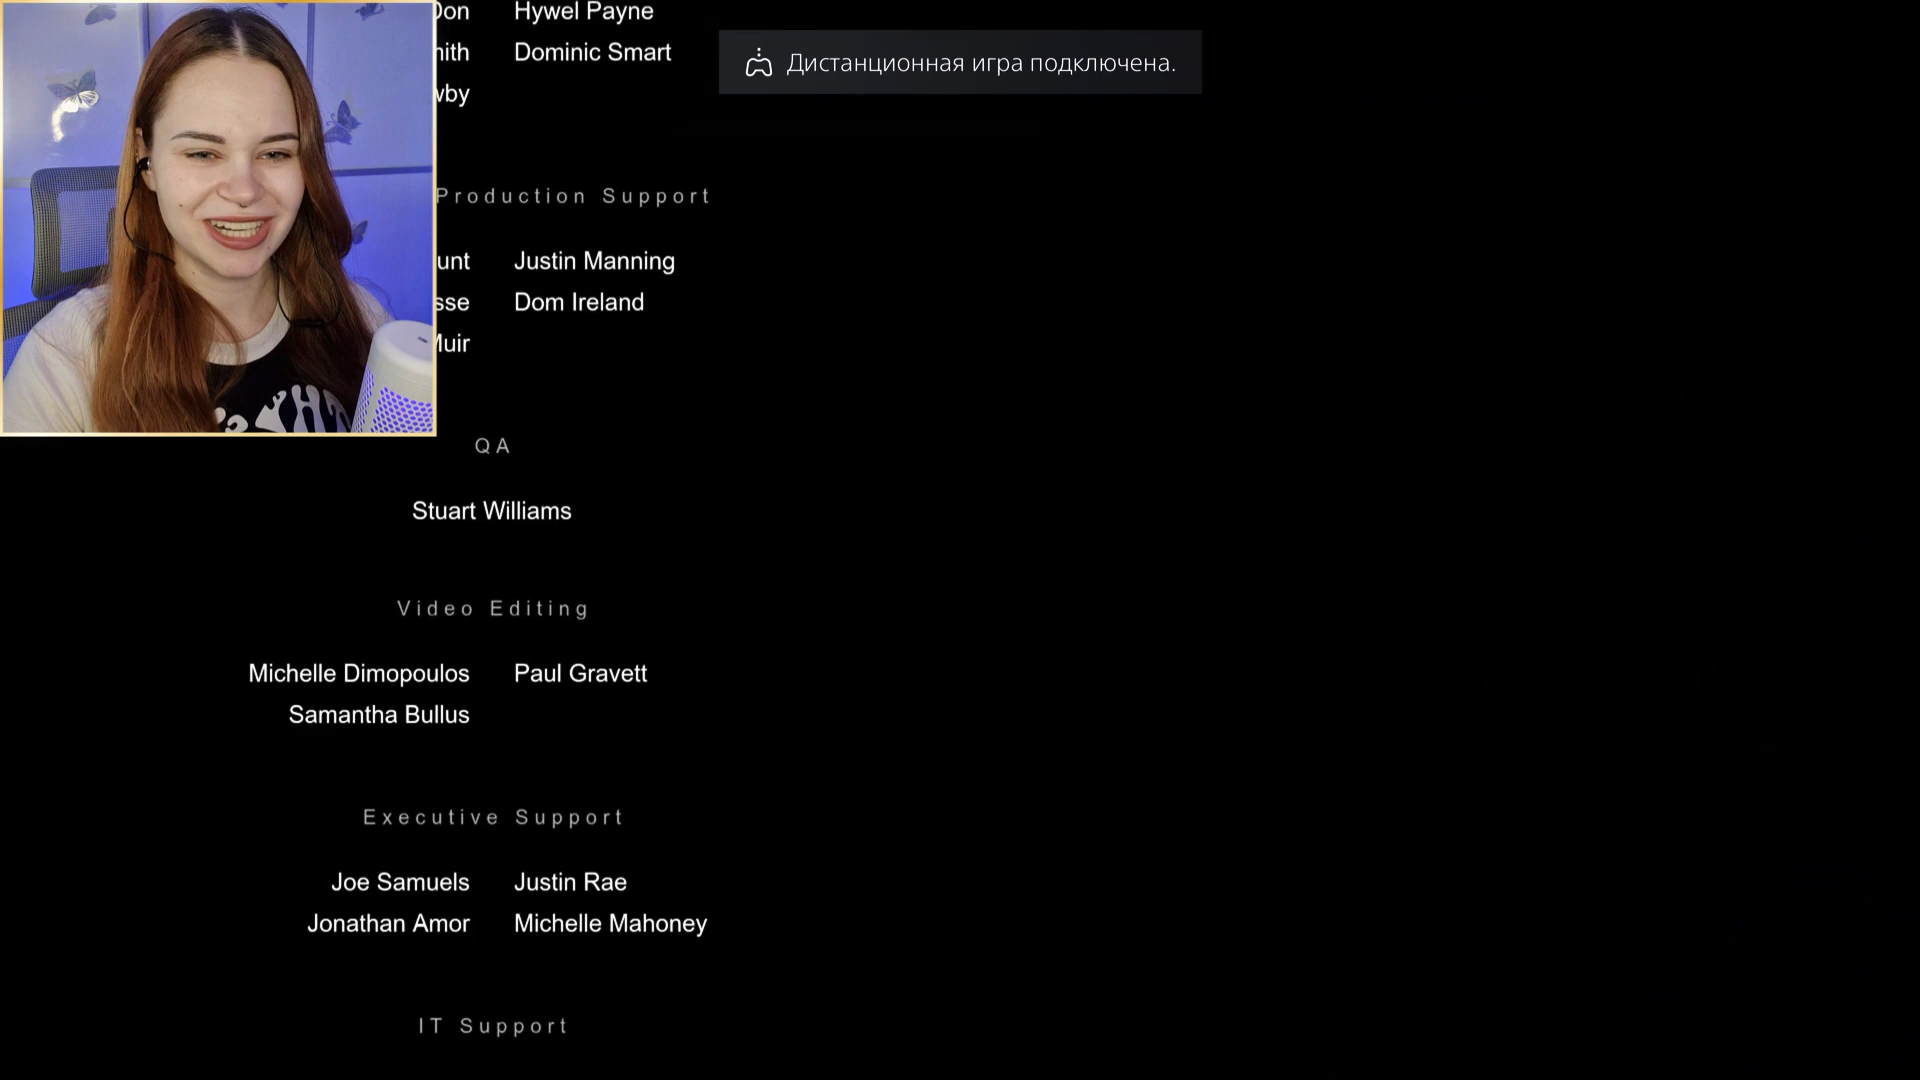 Hywel Payne
Dominic Smart
Дистанционная игра подключена.
Production Support
Justin Manning
Dom Ireland
QA
Stuart Williams
Video Editing
Michelle Dimopoulos Paul Gravett
Samantha Bullus
Executive Support
Joe Samuels Justin Rae
Jonathan Amor Michelle Mahoney
IT Support